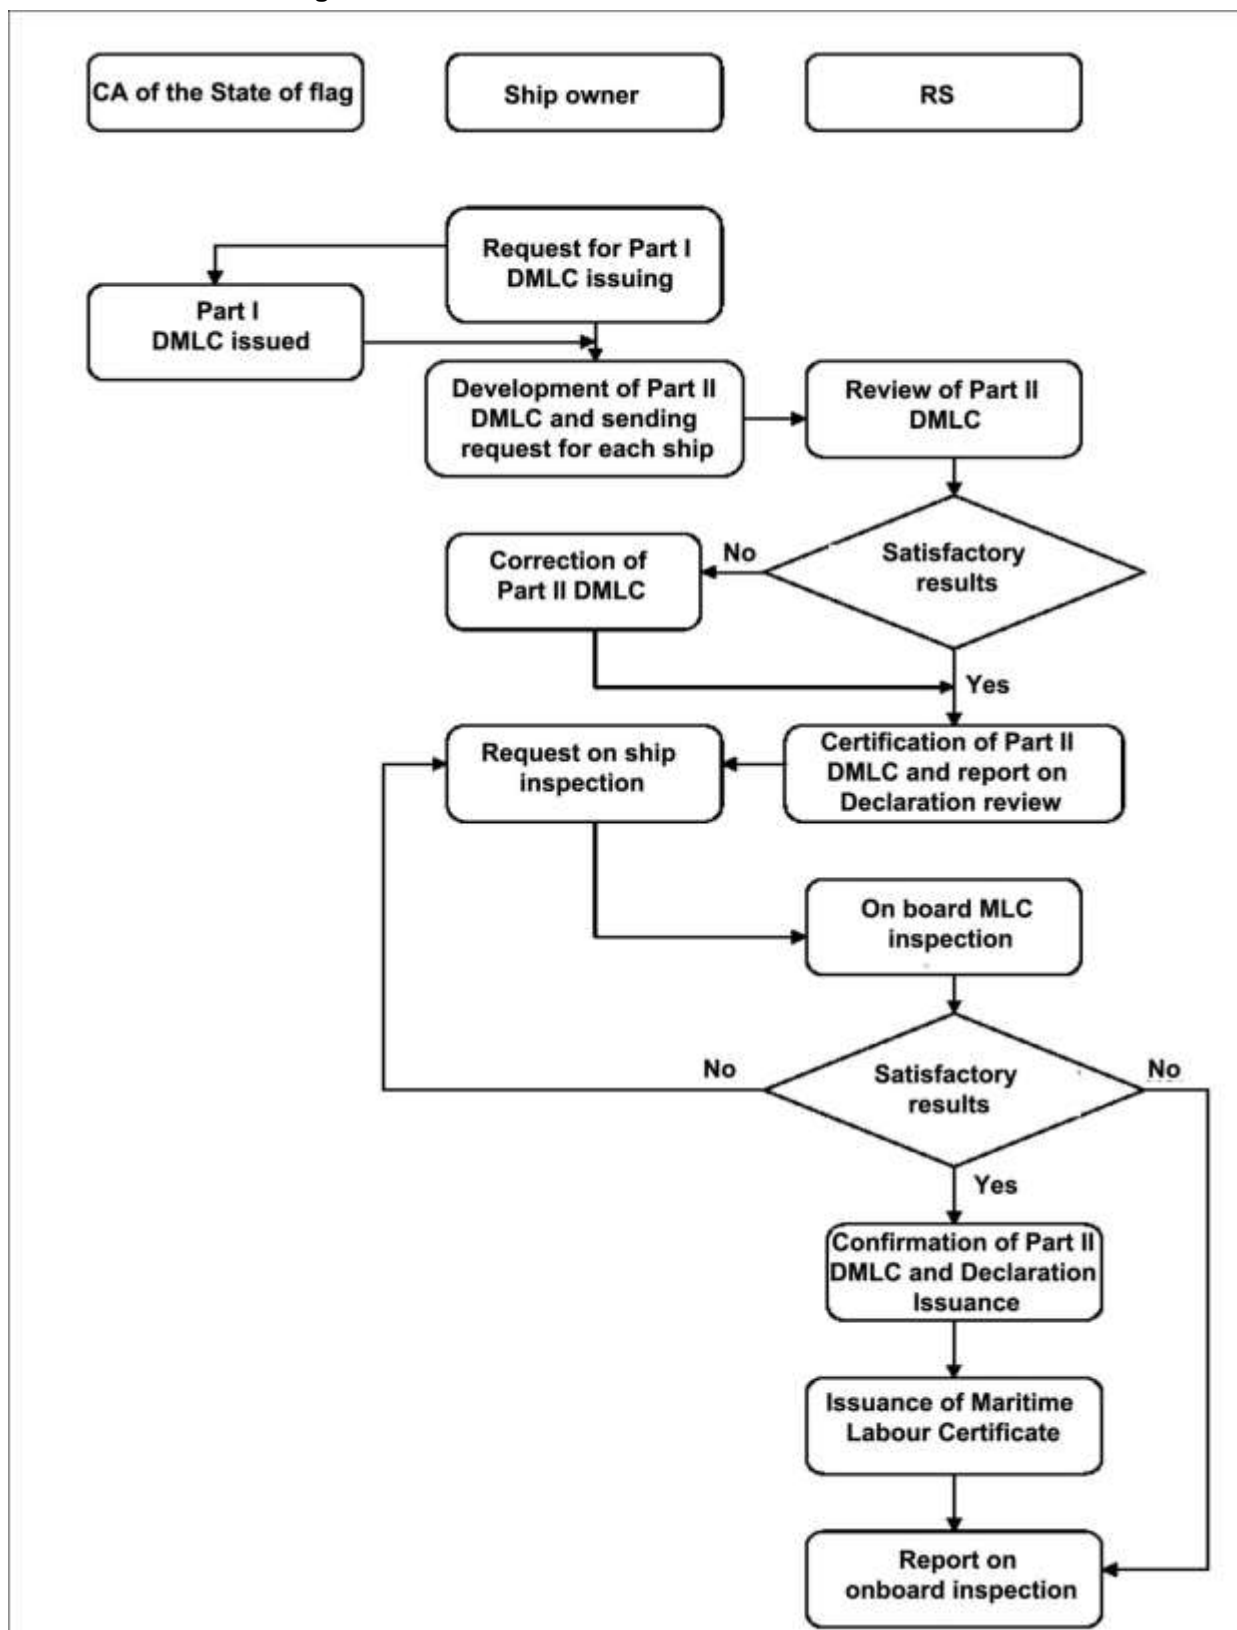 CA of the State of flag
Ship owner
RS
Request for Part I
DMLC issuing
Part I
DMLC issued
Development of Part II
DMLC and sending
request for each ship
Review of Part II
DMLC
Satisfactory
results
No
Correction of
Part II DMLC
Yes
Certification of Part II
DMLC and report on
Declaration review
Request on ship
inspection
On board MLC
inspection
No
Satisfactory
results
No
Yes
Confirmation of Part II
DMLC and Declaration
Issuance
Issuance of Maritime
Labour Certificate
Report on
onboard inspection